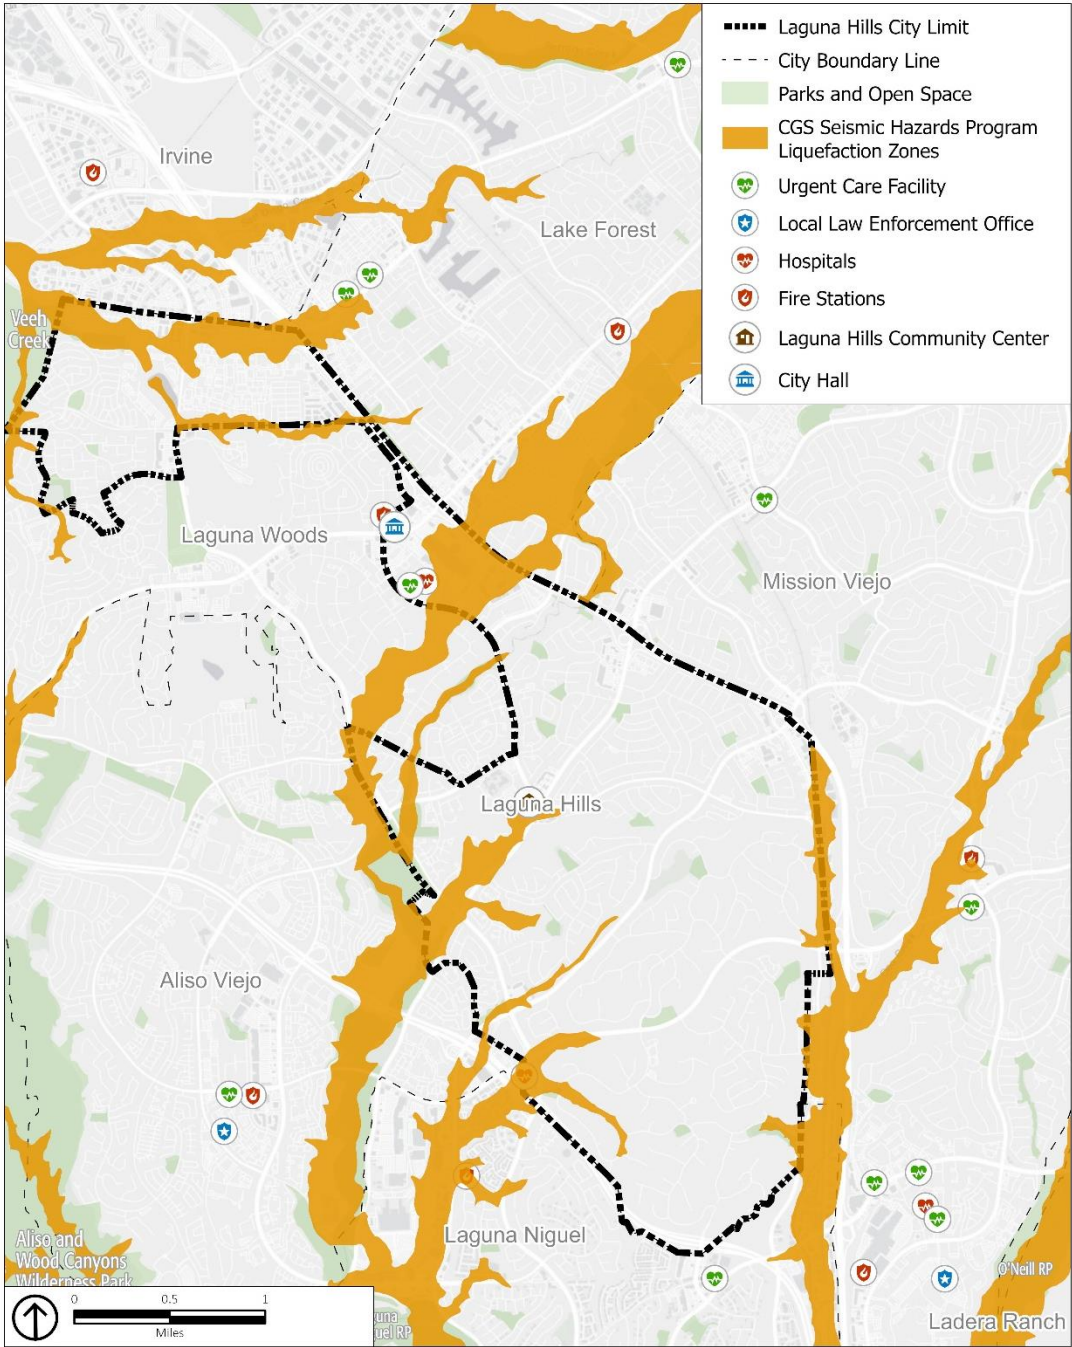 Laguna Hills City Limit
City Boundary Line
Parks and Open Space
CGS Seismic Hazards Program
Liquefaction Zones
Urgent Care Facility
Local Law Enforcement Office
Hospitals
Fire Stations
Laguna Hills Community Center
City Hall
Irvine
Lake Forest
Veeh
Creek
Laguna Woods
Mission Viejo
Laguna Hills
Aliso Viejo
Laguna Niguel
Aliso and
Wood Canyons
Wilderness Park
O'Neill RP
Ladera Ranch
0 0.5 1
Miles